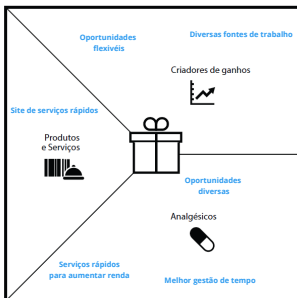 Oportunidades
flexivéis
Diversas fontes de trabalho
Criadores de ganhos
Site de serviços rápidos
Produtos
e Serviços
Oportunidades
diversas
Analgésicos
Serviços rápidos
para aumentar renda
Melhor gestão de tempo